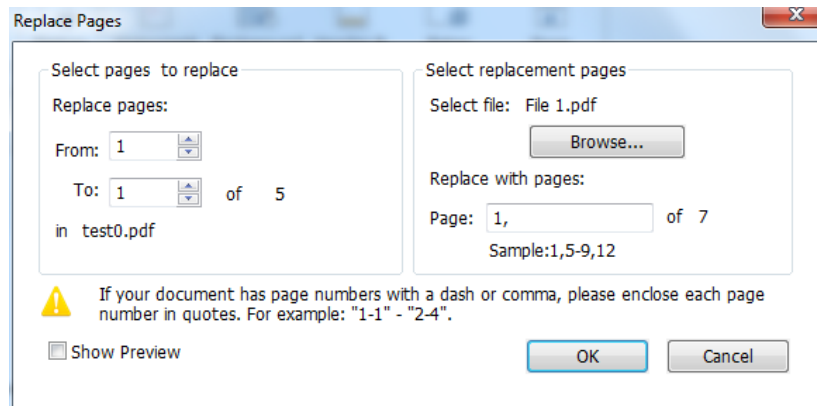 Replace Pages
Select pages to replace
Replace pages:
From: 1
To: 1 of 5
in test0.pdf
Select replacement pages
Select file: File 1.pdf
Browse...
Replace with pages:
Page: 1, of 7
Sample:1,5-9,12
If your document has page numbers with a dash or comma, please enclose each page
number in quotes. For example: "1-1" - "2-4".
Show Preview
OK
Cancel